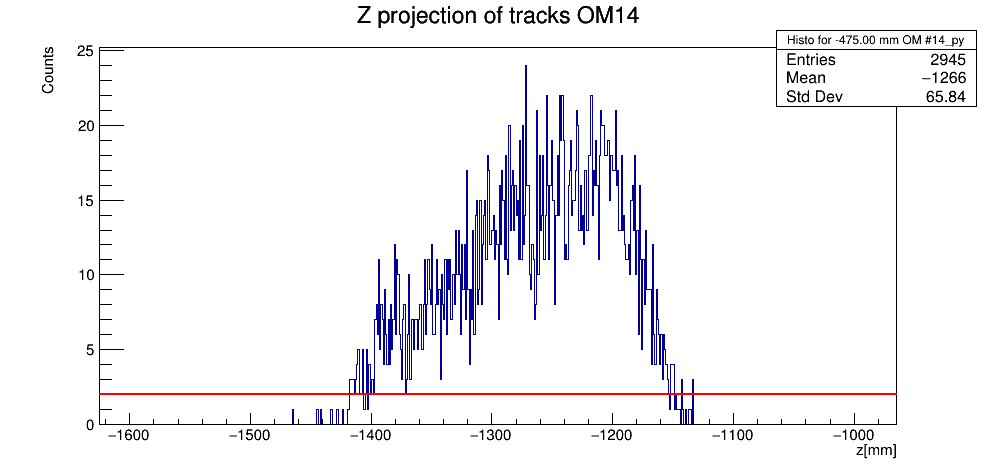 Z projection of tracks OM14
Histo for -475.00 mm OM #14_py
Entries 2945
Mean −1266
Std Dev 65.84
Counts
25
20
15
10
5
0
−1600 −1500 −1400 −1300 −1200 −1100 −1000
z[mm]